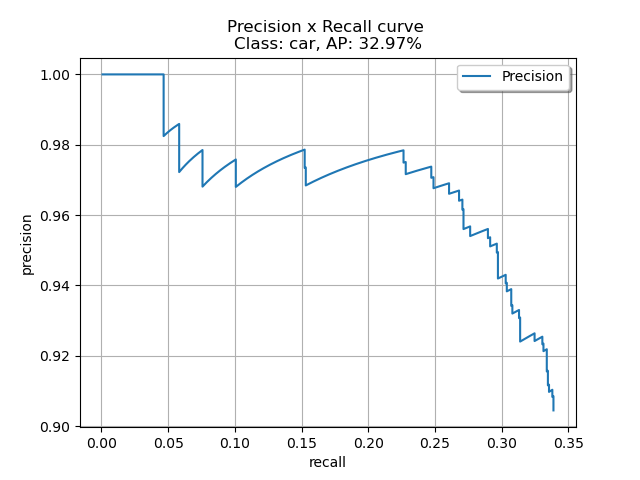 Precision x Recall curve
Class: car, AP: 32.97%
Precision
1.00
0.98
0.96
0.94
0.92
0.90
precision
0.00 0.05 0.10 0.15 0.20 0.25 0.30 0.35
recall